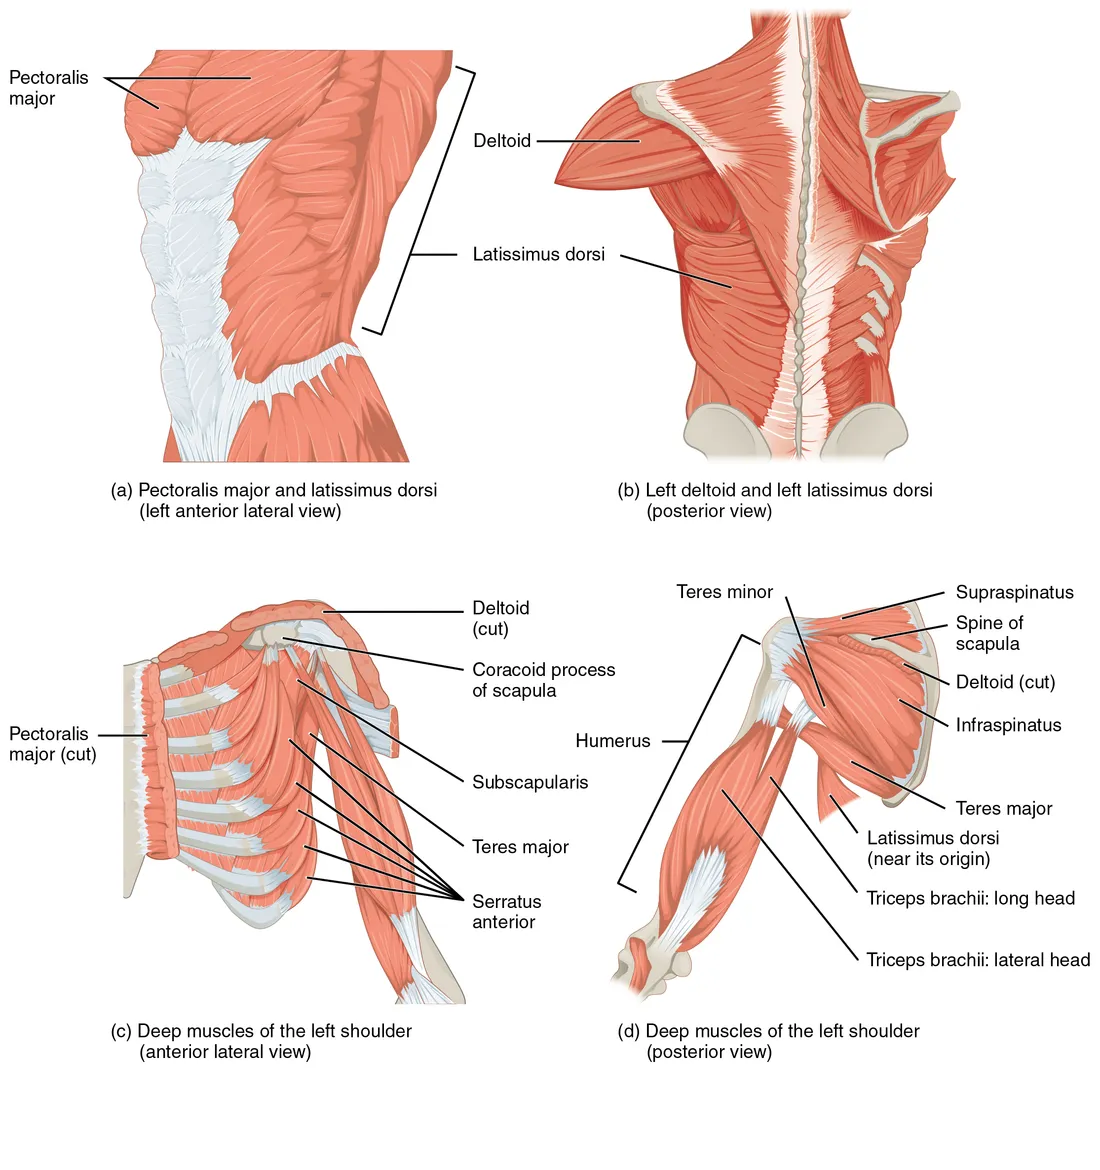 Pectoralis
major
Deltoid
Latissimus dorsi
(a) Pectoralis major and latissimus dorsi
(left anterior lateral view)
(b) Left deltoid and left latissimus dorsi
(posterior view)
Deltoid
(cut)
Coracoid process
of scapula
Pectoralis
major (cut)
Subscapularis
Teres major
Serratus
anterior
(c) Deep muscles of the left shoulder
(anterior lateral view)
Teres minor
Supraspinatus
Spine of
scapula
Deltoid (cut)
Infraspinatus
Humerus
Teres major
Latissimus dorsi
(near its origin)
Triceps brachii: long head
Triceps brachii: lateral head
(d) Deep muscles of the left shoulder
(posterior view)